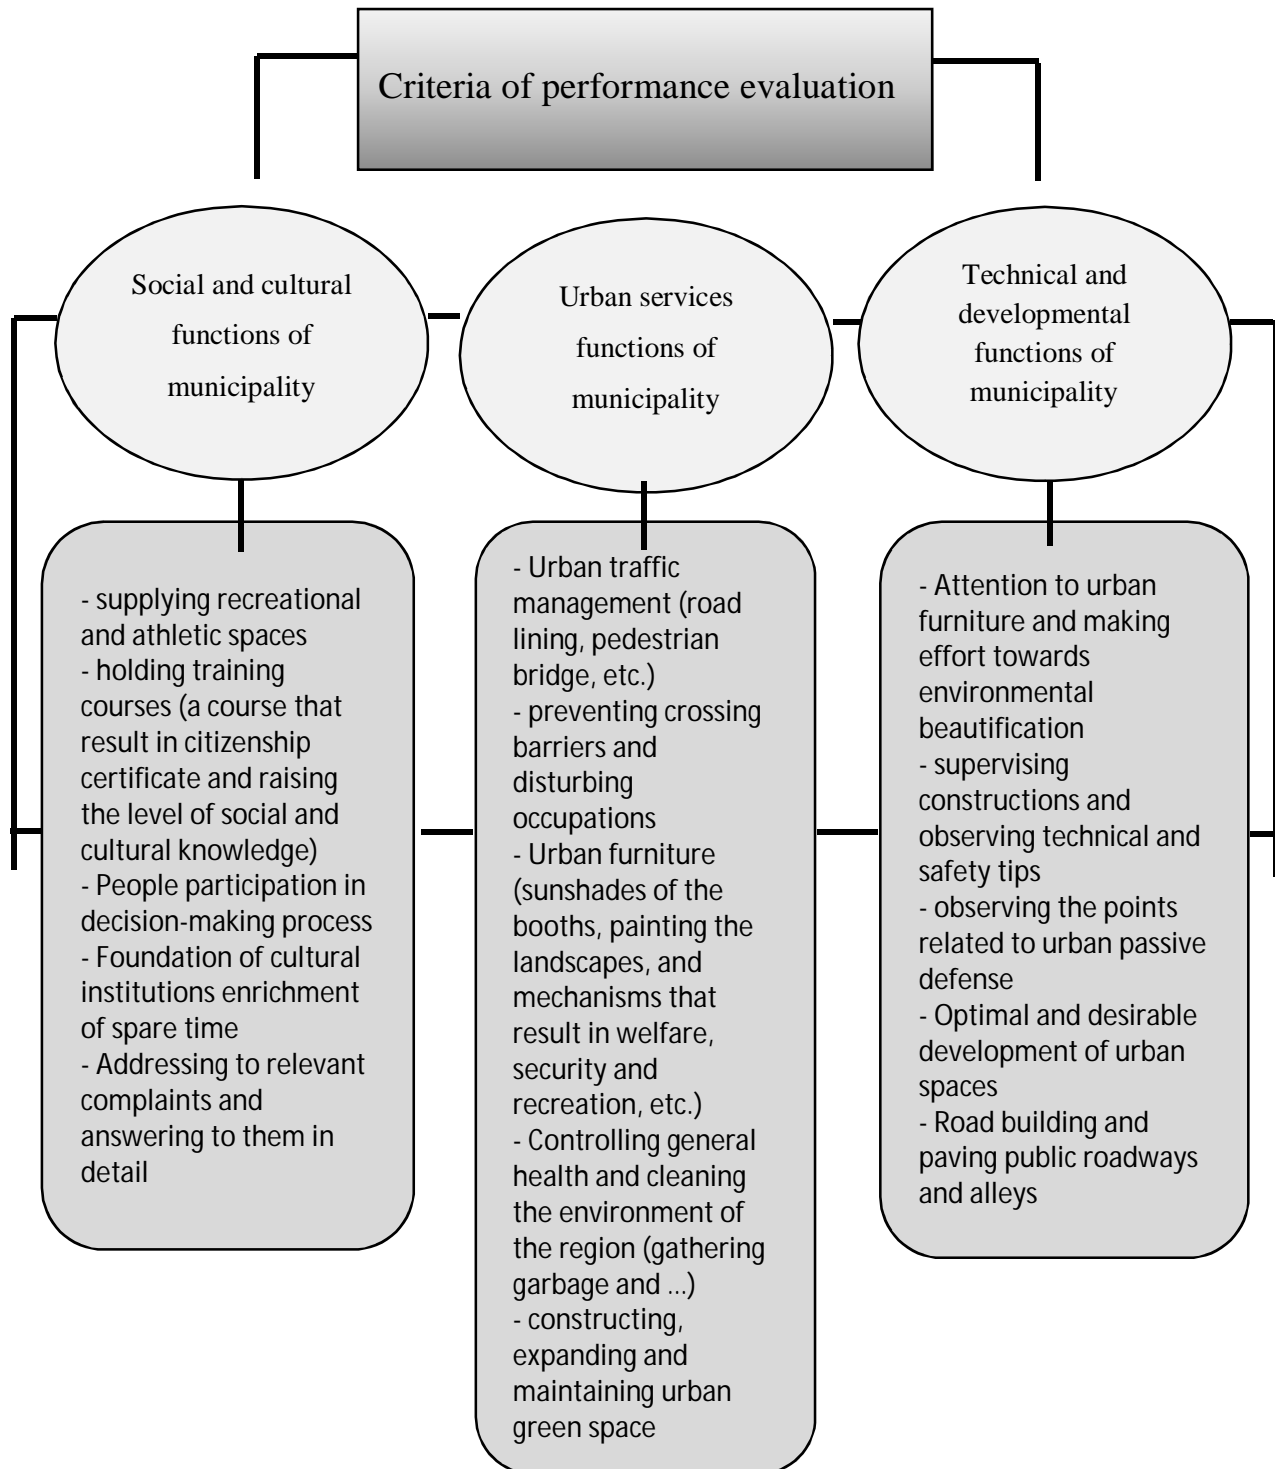 Criteria of performance evaluation
Social and cultural
functions of
municipality
Urban services
functions of
municipality
Technical and
developmental
functions of
municipality
- supplying recreational
and athletic spaces
- holding training
courses (a course that
result in citizenship
certificate and raising
the level of social and
cultural knowledge)
- People participation in
decision-making process
- Foundation of cultural
institutions enrichment
of spare time
- Addressing to relevant
complaints and
answering to them in
detail
- Urban traffic
management (road
lining, pedestrian
bridge, etc.)
- preventing crossing
barriers and
disturbing
occupations
- Urban furniture
(sunshades of the
booths, painting the
landscapes, and
mechanisms that
result in welfare,
security and
recreation, etc.)
- Controlling general
health and cleaning
the environment of
the region (gathering
garbage and ...)
- constructing,
expanding and
maintaining urban
green space
- Attention to urban
furniture and making
effort towards
environmental
beautification
- supervising
constructions and
observing technical and
safety tips
- observing the points
related to urban passive
defense
- Optimal and desirable
development of urban
spaces
- Road building and
paving public roadways
and alleys